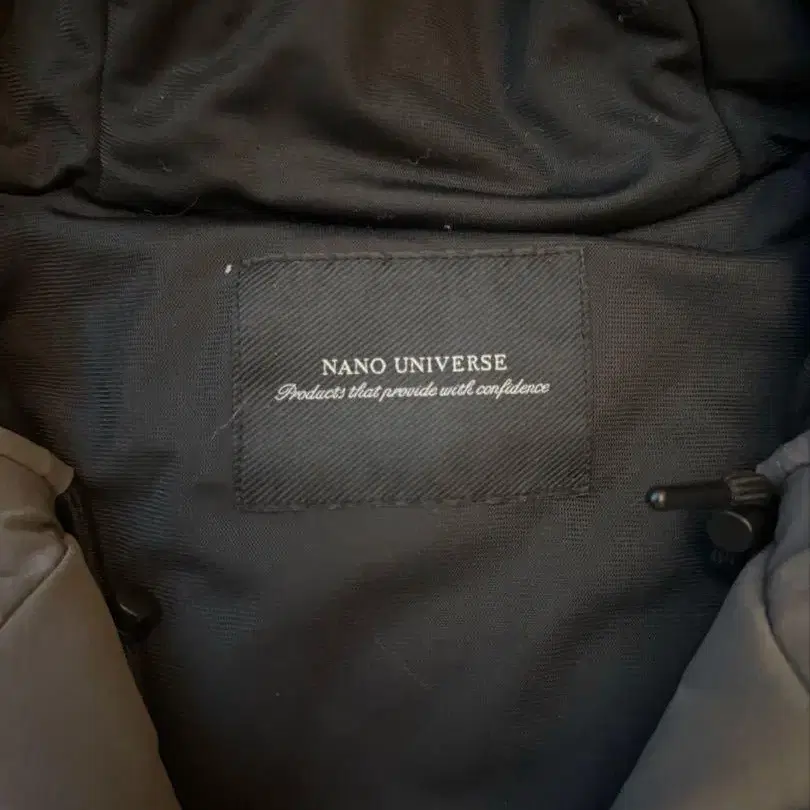 NANO UNIVERSE
Products that provide with confidence